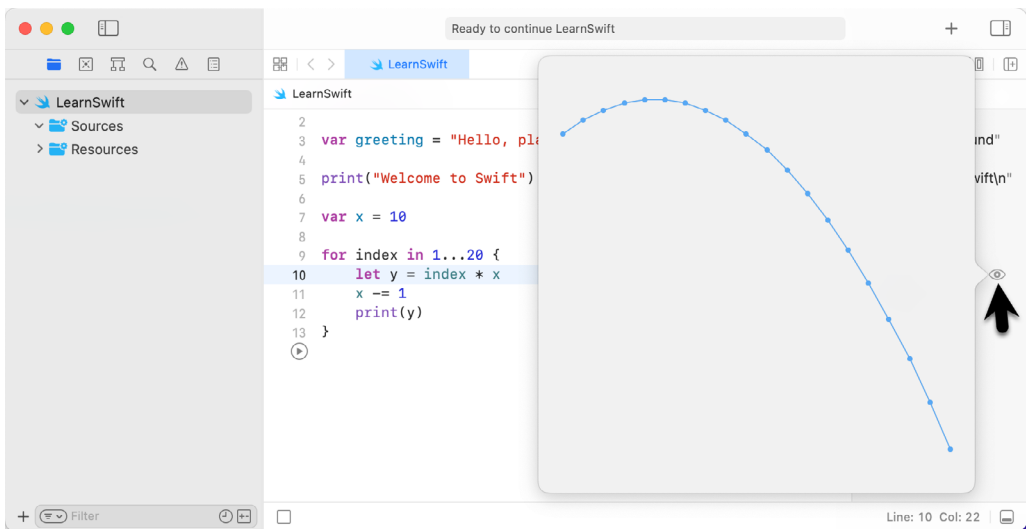 Ready to continue LearnSwift
LearnSwift
LearnSwift
LearnSwift
Sources
Resources
2
3 var greeting = "Hello, pla
und"
4
5 print("Welcome to Swift")
wift\n"
6
7 var x = 10
8
9 for index in 1...20 {
10 let y = index * x
11 x -= 1
12 print(y)
13 }
Filter
Line: 10 Col: 22